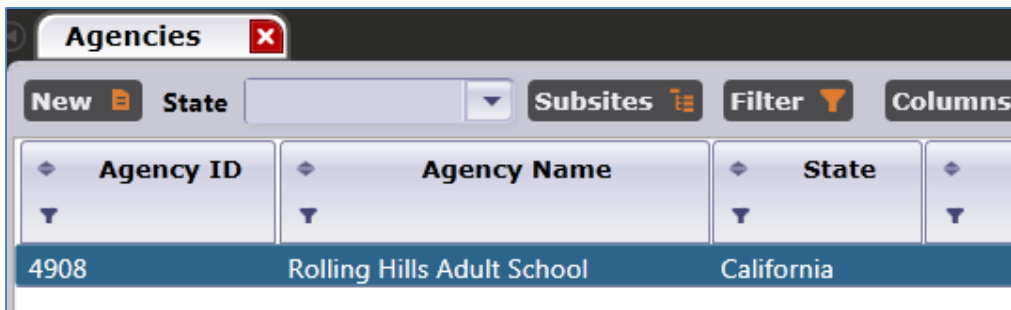 Agencies
New State Subsites Filter Columns
Agency ID Agency Name State
4908 Rolling Hills Adult School California